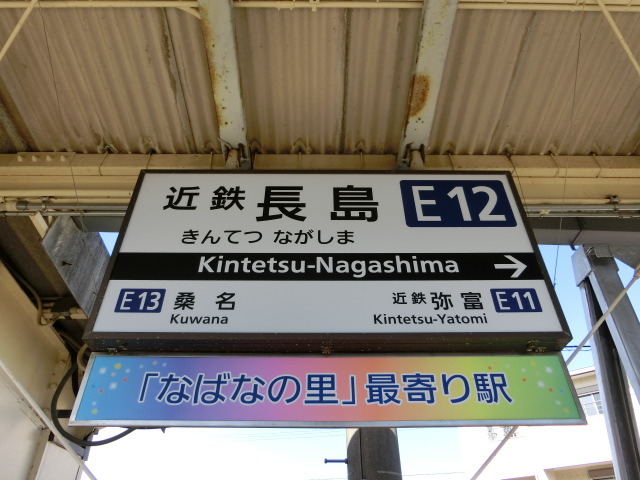 近鉄 長島 E12
きんてつ ながしま
Kintetsu-Nagashima →
E13 桑名 近鉄 弥富 E11
Kuwana Kintetsu-Yatomi
「なばなの里」最寄り駅